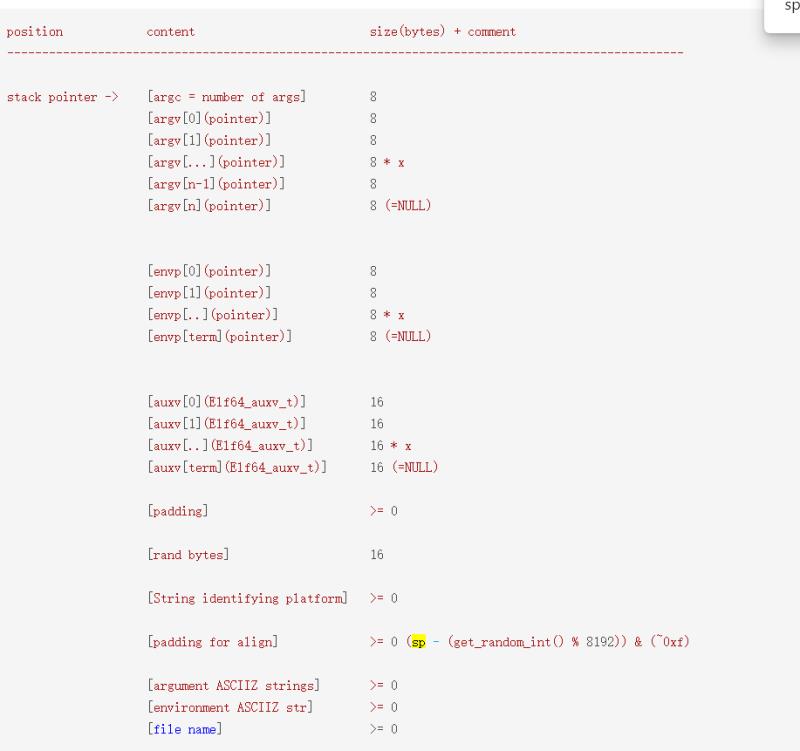 sp
position content size(bytes) + comment
------------------------------------------------------------------------------------------------
stack pointer -> [argc = number of args] 8
[argv[0](pointer)] 8
[argv[1](pointer)] 8
[argv[...](pointer)] 8 * x
[argv[n-1](pointer)] 8
[argv[n](pointer)] 8 (=NULL)
[envp[0](pointer)] 8
[envp[1](pointer)] 8
[envp[..](pointer)] 8 * x
[envp[term](pointer)] 8 (=NULL)
[auxv[0](Elf64_auxv_t)] 16
[auxv[1](Elf64_auxv_t)] 16
[auxv[..](Elf64_auxv_t)] 16 * x
[auxv[term](Elf64_auxv_t)] 16 (=NULL)
[padding] >= 0
[rand bytes] 16
[String identifying platform] >= 0
[padding for align] >= 0 (sp - (get_random_int() % 8192)) & (~0xf)
[argument ASCIIZ strings] >= 0
[environment ASCIIZ str] >= 0
[file name] >= 0